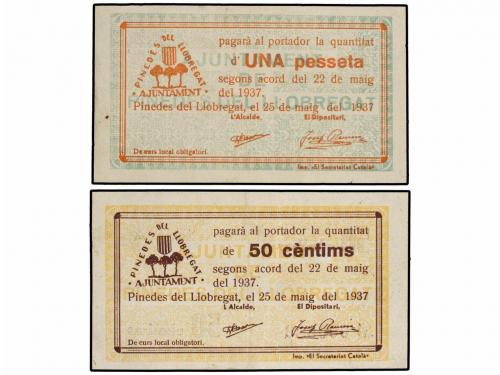 PINEDES DEL LLOBREGAT
AJUNTAMENT
pagarà al portador la quantitat
d'UNA pesseta
segons acord del 22 de maig
del 1937.
Pinedes del Llobregat, el 25 de maig del 1937
L'Alcalde, El Dipositari,
De curs local obligatori.
Imp. «El Secretariat Català»
PINEDES DEL LLOBREGAT
AJUNTAMENT
pagarà al portador la quantitat
de 50 cèntims
segons acord del 22 de maig
del 1937.
Pinedes del Llobregat, el 25 de maig del 1937
L'Alcalde, El Dipositari,
De curs local obligatori.
Imp. «El Secretariat Català»